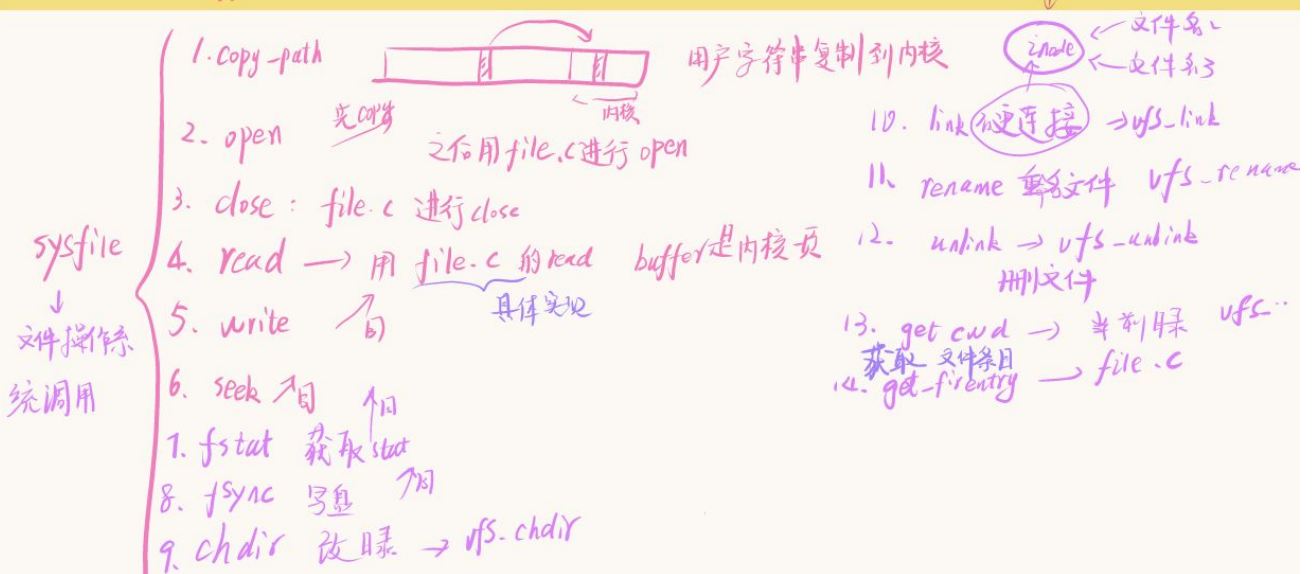 sysfile
↓
文件操作系
统调用
1. copy_path 用户字符串复制到内核
内核
2. open 先copy 之后用file.c进行open
3. close: file.c 进行close
4. read → 用 file.c 的read buffer是内核页
具体实现
5. write ↗同
6. seek ↗同
7. fstat 获取stat ↑同
8. fsync 写盘 ↗同
9. chdir 改目录 → vfs_chdir
inode ← 文件名
← 文件名3
10. link(硬连接) → vfs_link
11. rename 重名文件 vfs_rename
12. unlink → vfs_unlink
删文件
13. getcwd → 当前目录 vfs...
获取 文件条目
14. → file.c